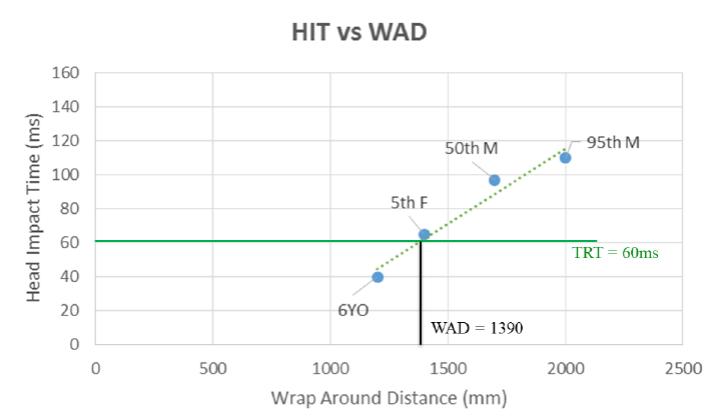 HIT vs WAD
Head Impact Time (ms)
160
140
120
100
80
60
40
20
0
95th M
50th M
5th F
TRT = 60ms
6YO
WAD = 1390
0 500 1000 1500 2000 2500
Wrap Around Distance (mm)